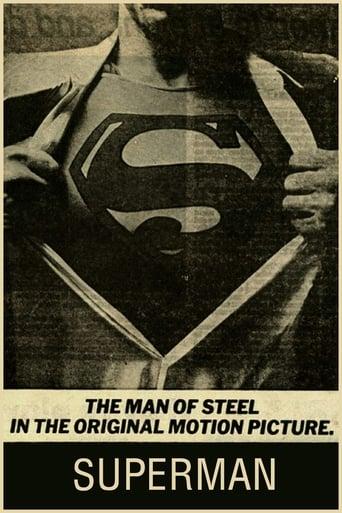 S
THE MAN OF STEEL
IN THE ORIGINAL MOTION PICTURE.
SUPERMAN